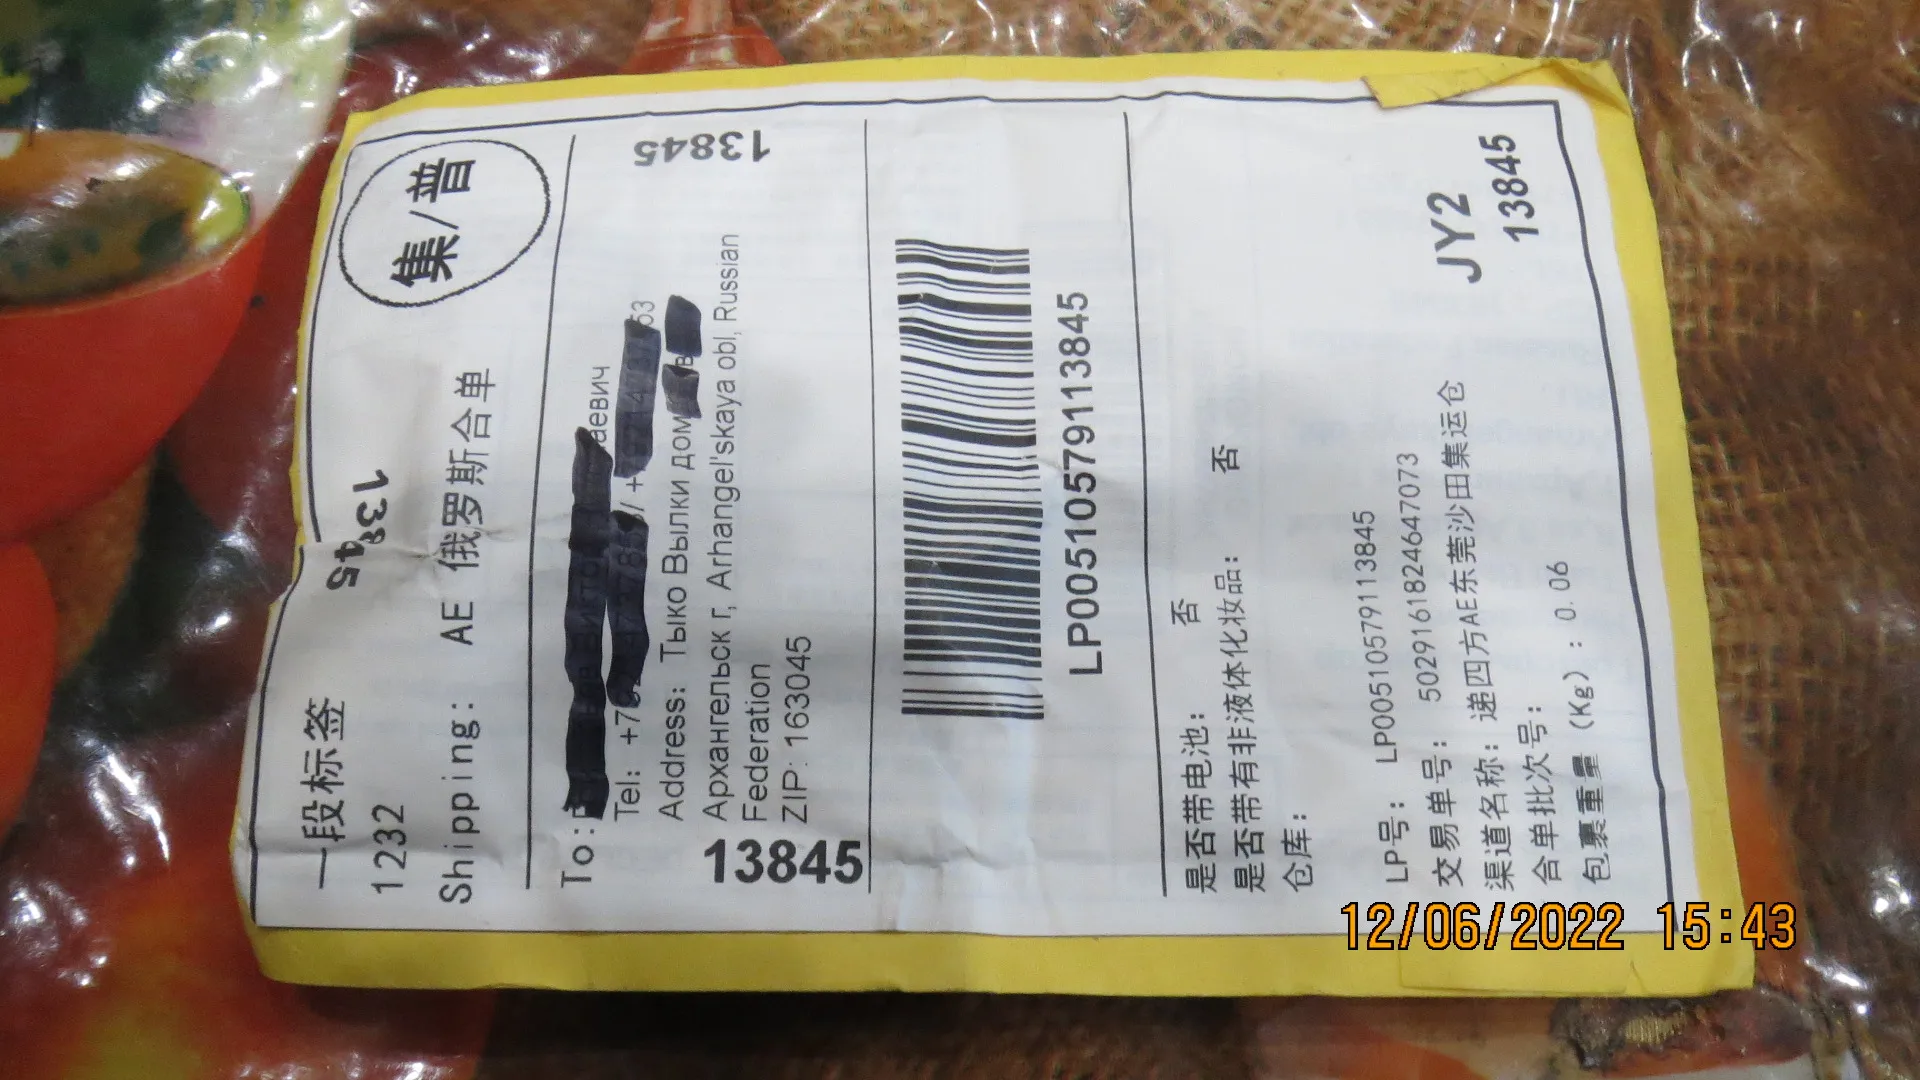 集/普
一段标签
13845
1232
Shipping: AE 俄罗斯合单
13845
To:
аевич
Tel: +7 / + 63
Address: Тыко Вылки дом в
Архангельск г, Arhangel'skaya obl, Russian
Federation
ZIP: 163045
13845
LP00510579113845
是否带电池: 否
是否带有非液体化妆品: 否
仓库:
JY2
13845
LP号: LP00510579113845
交易单号: 5029161824647073
渠道名称: 递四方AE东莞沙田集运仓
合单批次号:
包裹重量 (Kg) : 0.06
12/06/2022 15:43